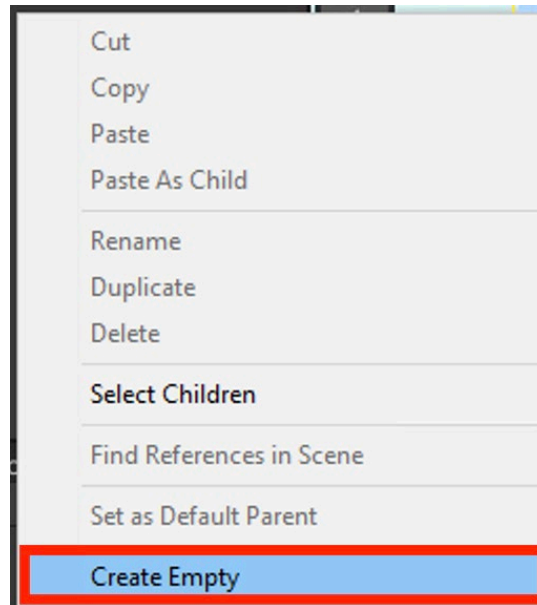 Cut
Copy
Paste
Paste As Child
Rename
Duplicate
Delete
Select Children
Find References in Scene
Set as Default Parent
Create Empty